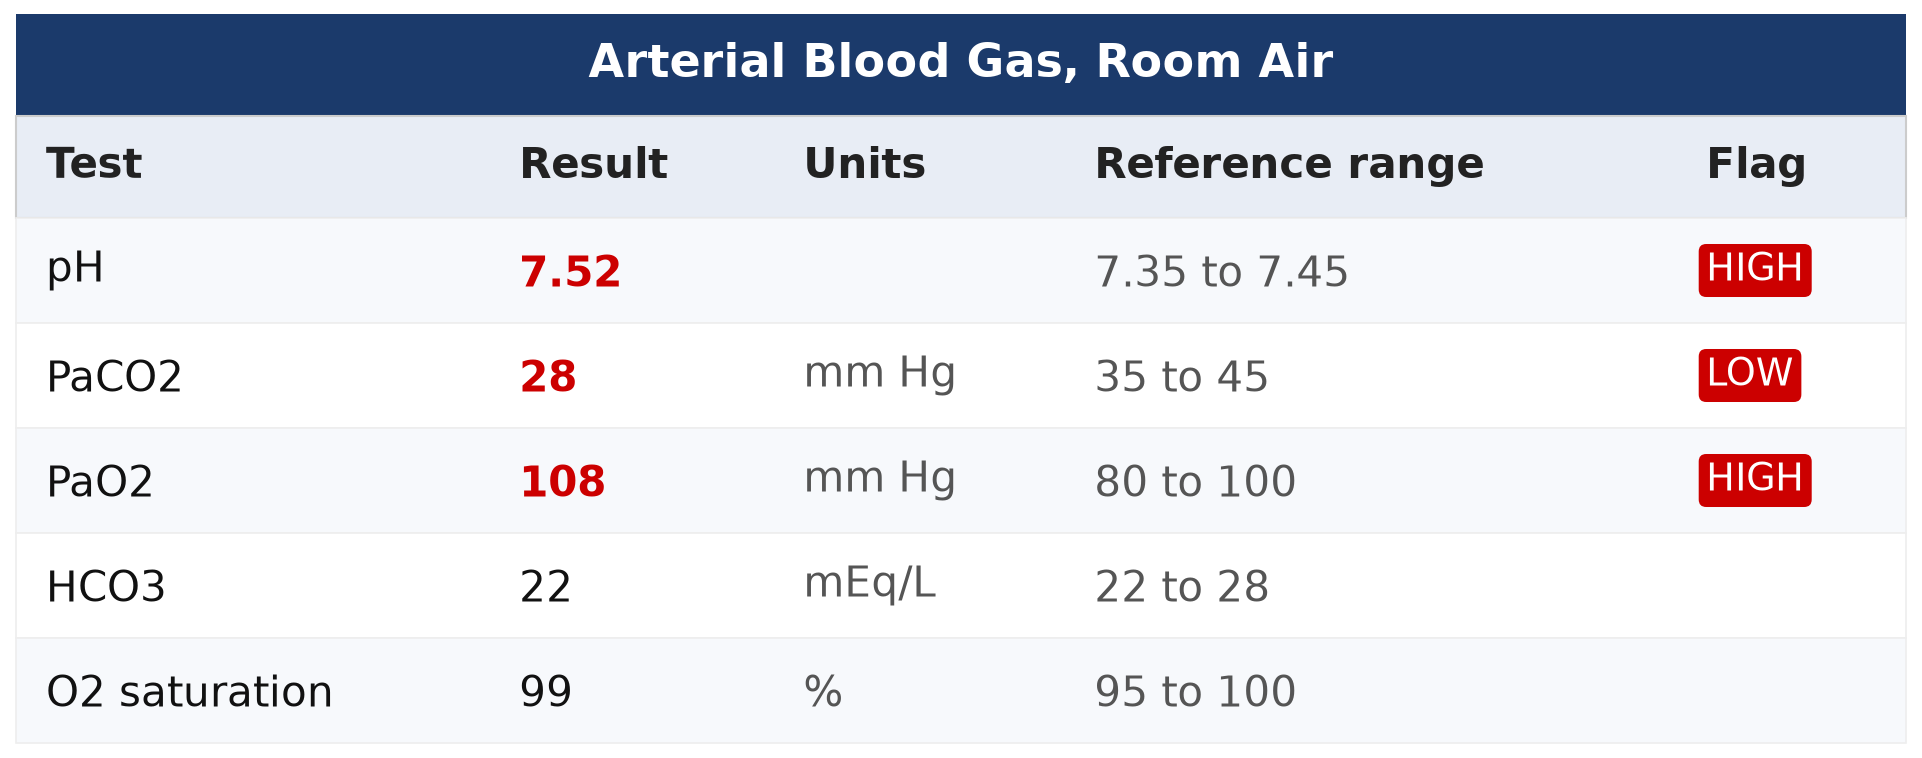 Arterial Blood Gas, Room Air
Test Result Units Reference range Flag
pH 7.52 7.35 to 7.45 HIGH
PaCO2 28 mm Hg 35 to 45 LOW
PaO2 108 mm Hg 80 to 100 HIGH
HCO3 22 mEq/L 22 to 28
O2 saturation 99 % 95 to 100